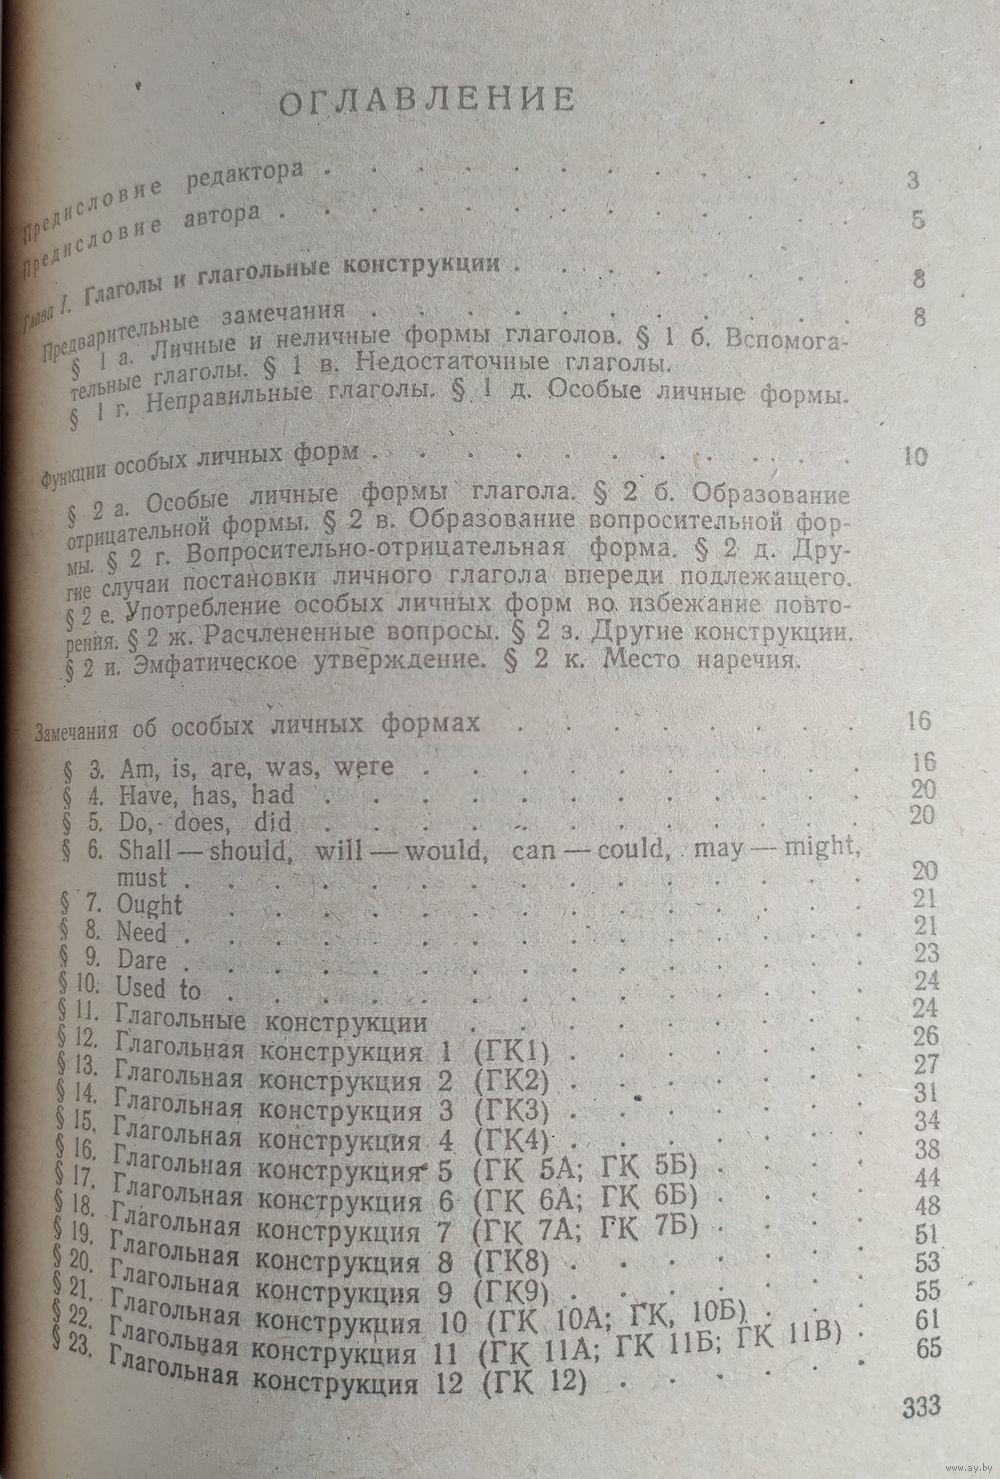 ОГЛАВЛЕНИЕ
Предисловие редактора . . . . . . . . . . . 3
Предисловие автора . . . . . . . . . . . . 5
Глава I. Глаголы и глагольные конструкции . . . . . . . 8
Предварительные замечания . . . . . . . . . . . 8
§ 1 а. Личные и неличные формы глаголов. § 1 б. Вспомога-
тельные глаголы. § 1 в. Недостаточные глаголы.
§ 1 г. Неправильные глаголы. § 1 д. Особые личные формы.
Функции особых личных форм . . . . . . . . . . . 10
§ 2 а. Особые личные формы глагола. § 2 б. Образование
отрицательной формы. § 2 в. Образование вопросительной фор-
мы. § 2 г. Вопросительно-отрицательная форма. § 2 д. Дру-
гие случаи постановки личного глагола впереди подлежащего.
§ 2 е. Употребление особых личных форм во избежание повто-
рения. § 2 ж. Расчлененные вопросы. § 2 з. Другие конструкции.
§ 2 и. Эмфатическое утверждение. § 2 к. Место наречия.
Замечания об особых личных формах . . . . . . . . 16
§ 3. Am, is, are, was, were . . . . . . . . . . 16
§ 4. Have, has, had . . . . . . . . . . . . 20
§ 5. Do, does, did . . . . . . . . . . . . 20
§ 6. Shall — should, will — would, can — could, may — might,
must . . . . . . . . . . . . . . . 20
§ 7. Ought . . . . . . . . . . . . . . 21
§ 8. Need . . . . . . . . . . . . . . . 21
§ 9. Dare . . . . . . . . . . . . . . . 23
§ 10. Used to . . . . . . . . . . . . . . 24
§ 11. Глагольные конструкции . . . . . . . . . 24
§ 12. Глагольная конструкция 1 (ГК1) . . . . . . . 26
§ 13. Глагольная конструкция 2 (ГК2) . . . . . . . 27
§ 14. Глагольная конструкция 3 (ГК3) . . . . . . . 31
§ 15. Глагольная конструкция 4 (ГК4) . . . . . . . 34
§ 16. Глагольная конструкция 5 (ГК 5А; ГК 5Б) . . . . 38
§ 17. Глагольная конструкция 6 (ГК 6А; ГК 6Б) . . . . 44
§ 18. Глагольная конструкция 7 (ГК 7А; ГК 7Б) . . . . 48
§ 19. Глагольная конструкция 8 (ГК8) . . . . . . . 51
§ 20. Глагольная конструкция 9 (ГК9) . . . . . . . 53
§ 21. Глагольная конструкция 10 (ГК 10А; ГК, 10Б) . . . 55
§ 22. Глагольная конструкция 11 (ГК 11А; ГК 11Б; ГК 11В) . 61
§ 23. Глагольная конструкция 12 (ГК 12) . . . . . . 65
333
www.ay.by